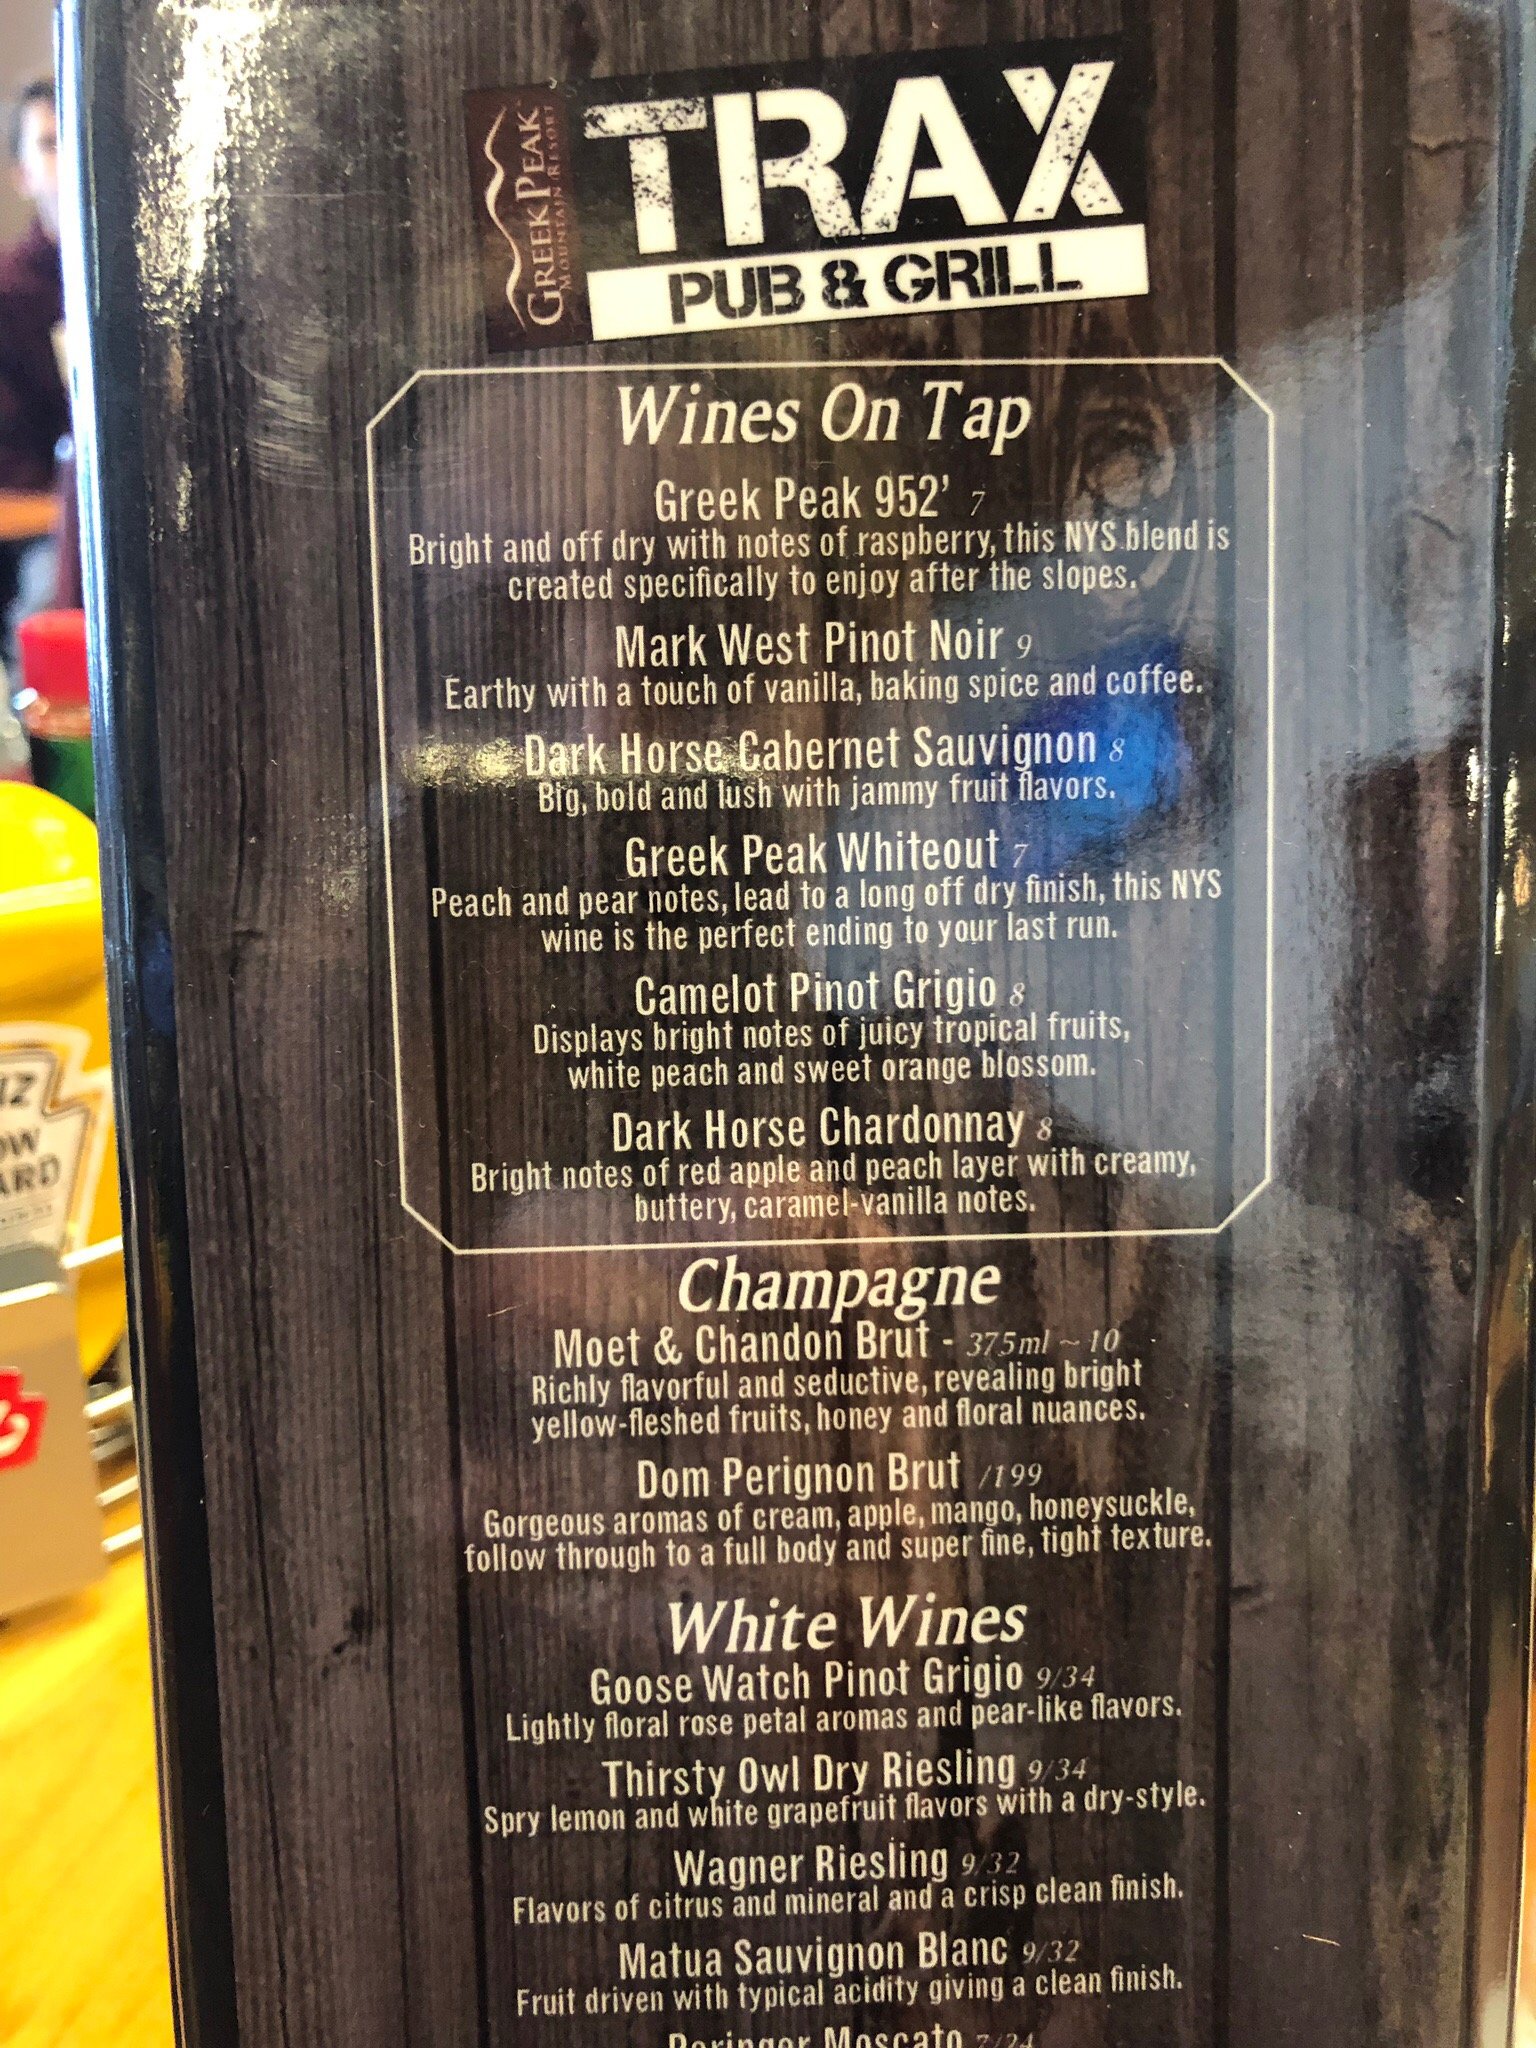 GREEK PEAK
MOUNTAIN RESORT
TRAX
PUB & GRILL
Wines On Tap
Greek Peak 952' 7
Bright and off dry with notes of raspberry, this NYS blend is
created specifically to enjoy after the slopes.
Mark West Pinot Noir 9
Earthy with a touch of vanilla, baking spice and coffee.
Dark Horse Cabernet Sauvignon 8
Big, bold and lush with jammy fruit flavors.
Greek Peak Whiteout 7
Peach and pear notes, lead to a long off dry finish, this NYS
wine is the perfect ending to your last run.
Camelot Pinot Grigio 8
Displays bright notes of juicy tropical fruits,
white peach and sweet orange blossom.
Dark Horse Chardonnay 8
Bright notes of red apple and peach layer with creamy,
buttery, caramel-vanilla notes.
Champagne
Moet & Chandon Brut - 375ml ~ 10
Richly flavorful and seductive, revealing bright
yellow-fleshed fruits, honey and floral nuances.
Dom Perignon Brut /199
Gorgeous aromas of cream, apple, mango, honeysuckle,
follow through to a full body and super fine, tight texture.
White Wines
Goose Watch Pinot Grigio 9/34
Lightly floral rose petal aromas and pear-like flavors.
Thirsty Owl Dry Riesling 9/34
Spry lemon and white grapefruit flavors with a dry-style.
Wagner Riesling 9/32
Flavors of citrus and mineral and a crisp clean finish.
Matua Sauvignon Blanc 9/32
Fruit driven with typical acidity giving a clean finish.
Beringer Moscato 7/24